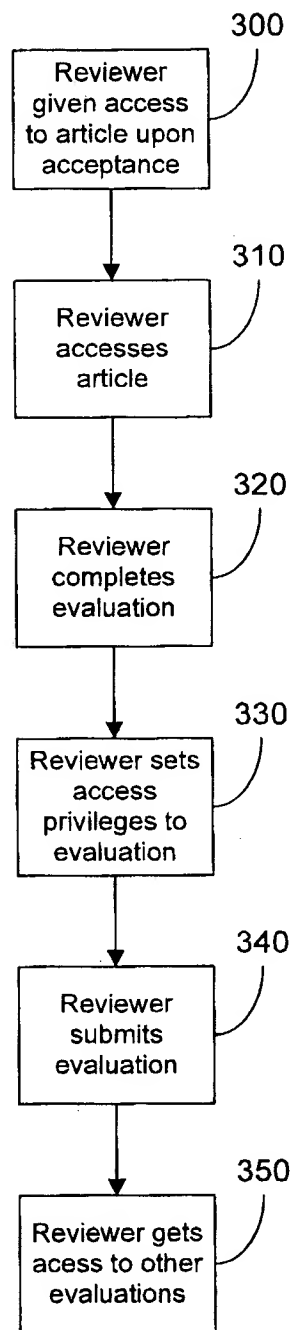 300
Reviewer
given access
to article upon
acceptance
310
Reviewer
accesses
article
320
Reviewer
completes
evaluation
330
Reviewer sets
access
privileges to
evaluation
340
Reviewer
submits
evaluation
350
Reviewer gets
acess to other
evaluations